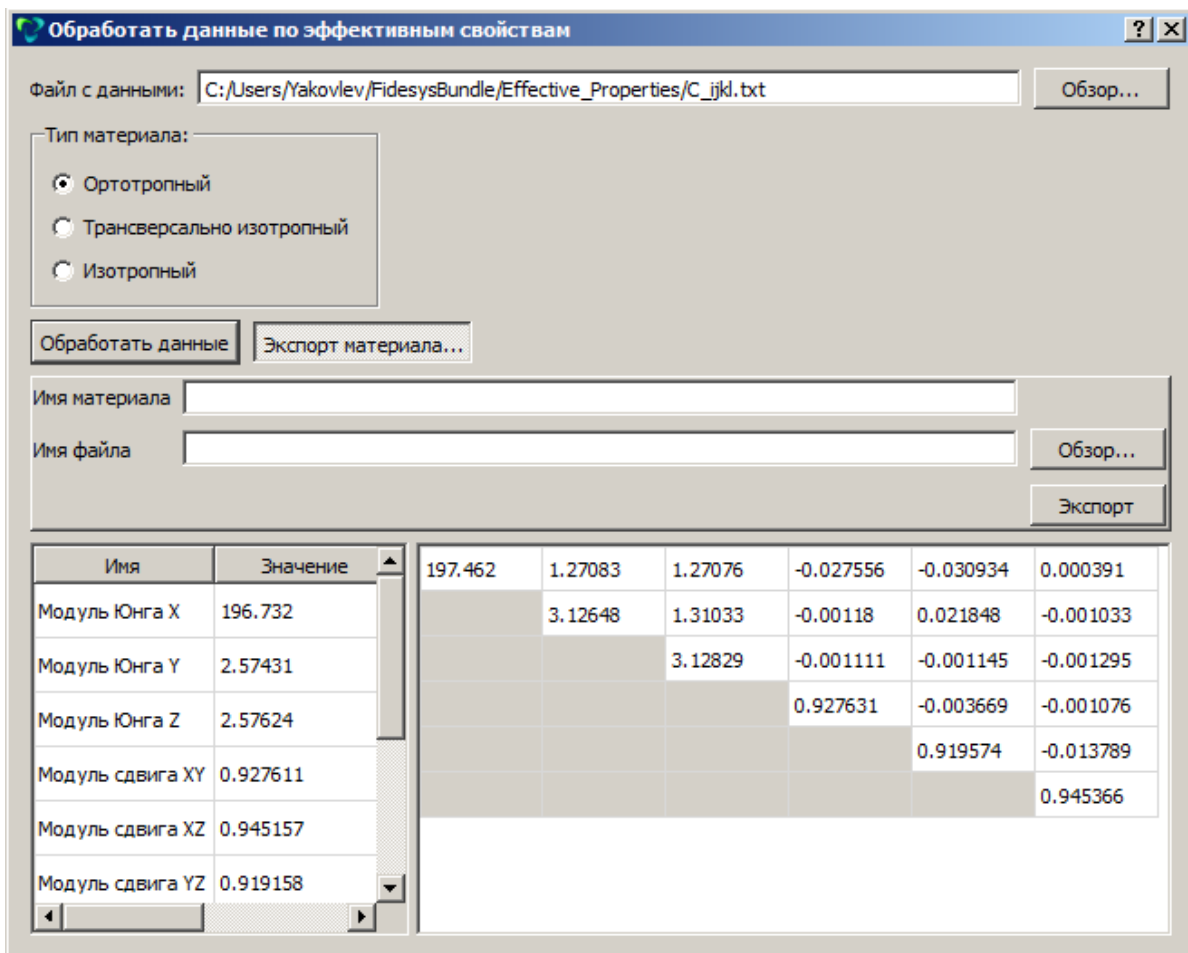 Обработать данные по эффективным свойствам
Файл с данными: C:/Users/Yakovlev/FidesysBundle/Effective_Properties/C_ijkl.txt Обзор...
Тип материала:
Ортотропный
Трансверсально изотропный
Изотропный
Обработать данные Экспорт материала...
Имя материала
Имя файла Обзор...
Экспорт
Имя Значение
Модуль Юнга X 196.732
Модуль Юнга Y 2.57431
Модуль Юнга Z 2.57624
Модуль сдвига XY 0.927611
Модуль сдвига XZ 0.945157
Модуль сдвига YZ 0.919158
197.462 1.27083 1.27076 -0.027556 -0.030934 0.000391
3.12648 1.31033 -0.00118 0.021848 -0.001033
3.12829 -0.001111 -0.001145 -0.001295
0.927631 -0.003669 -0.001076
0.919574 -0.013789
0.945366